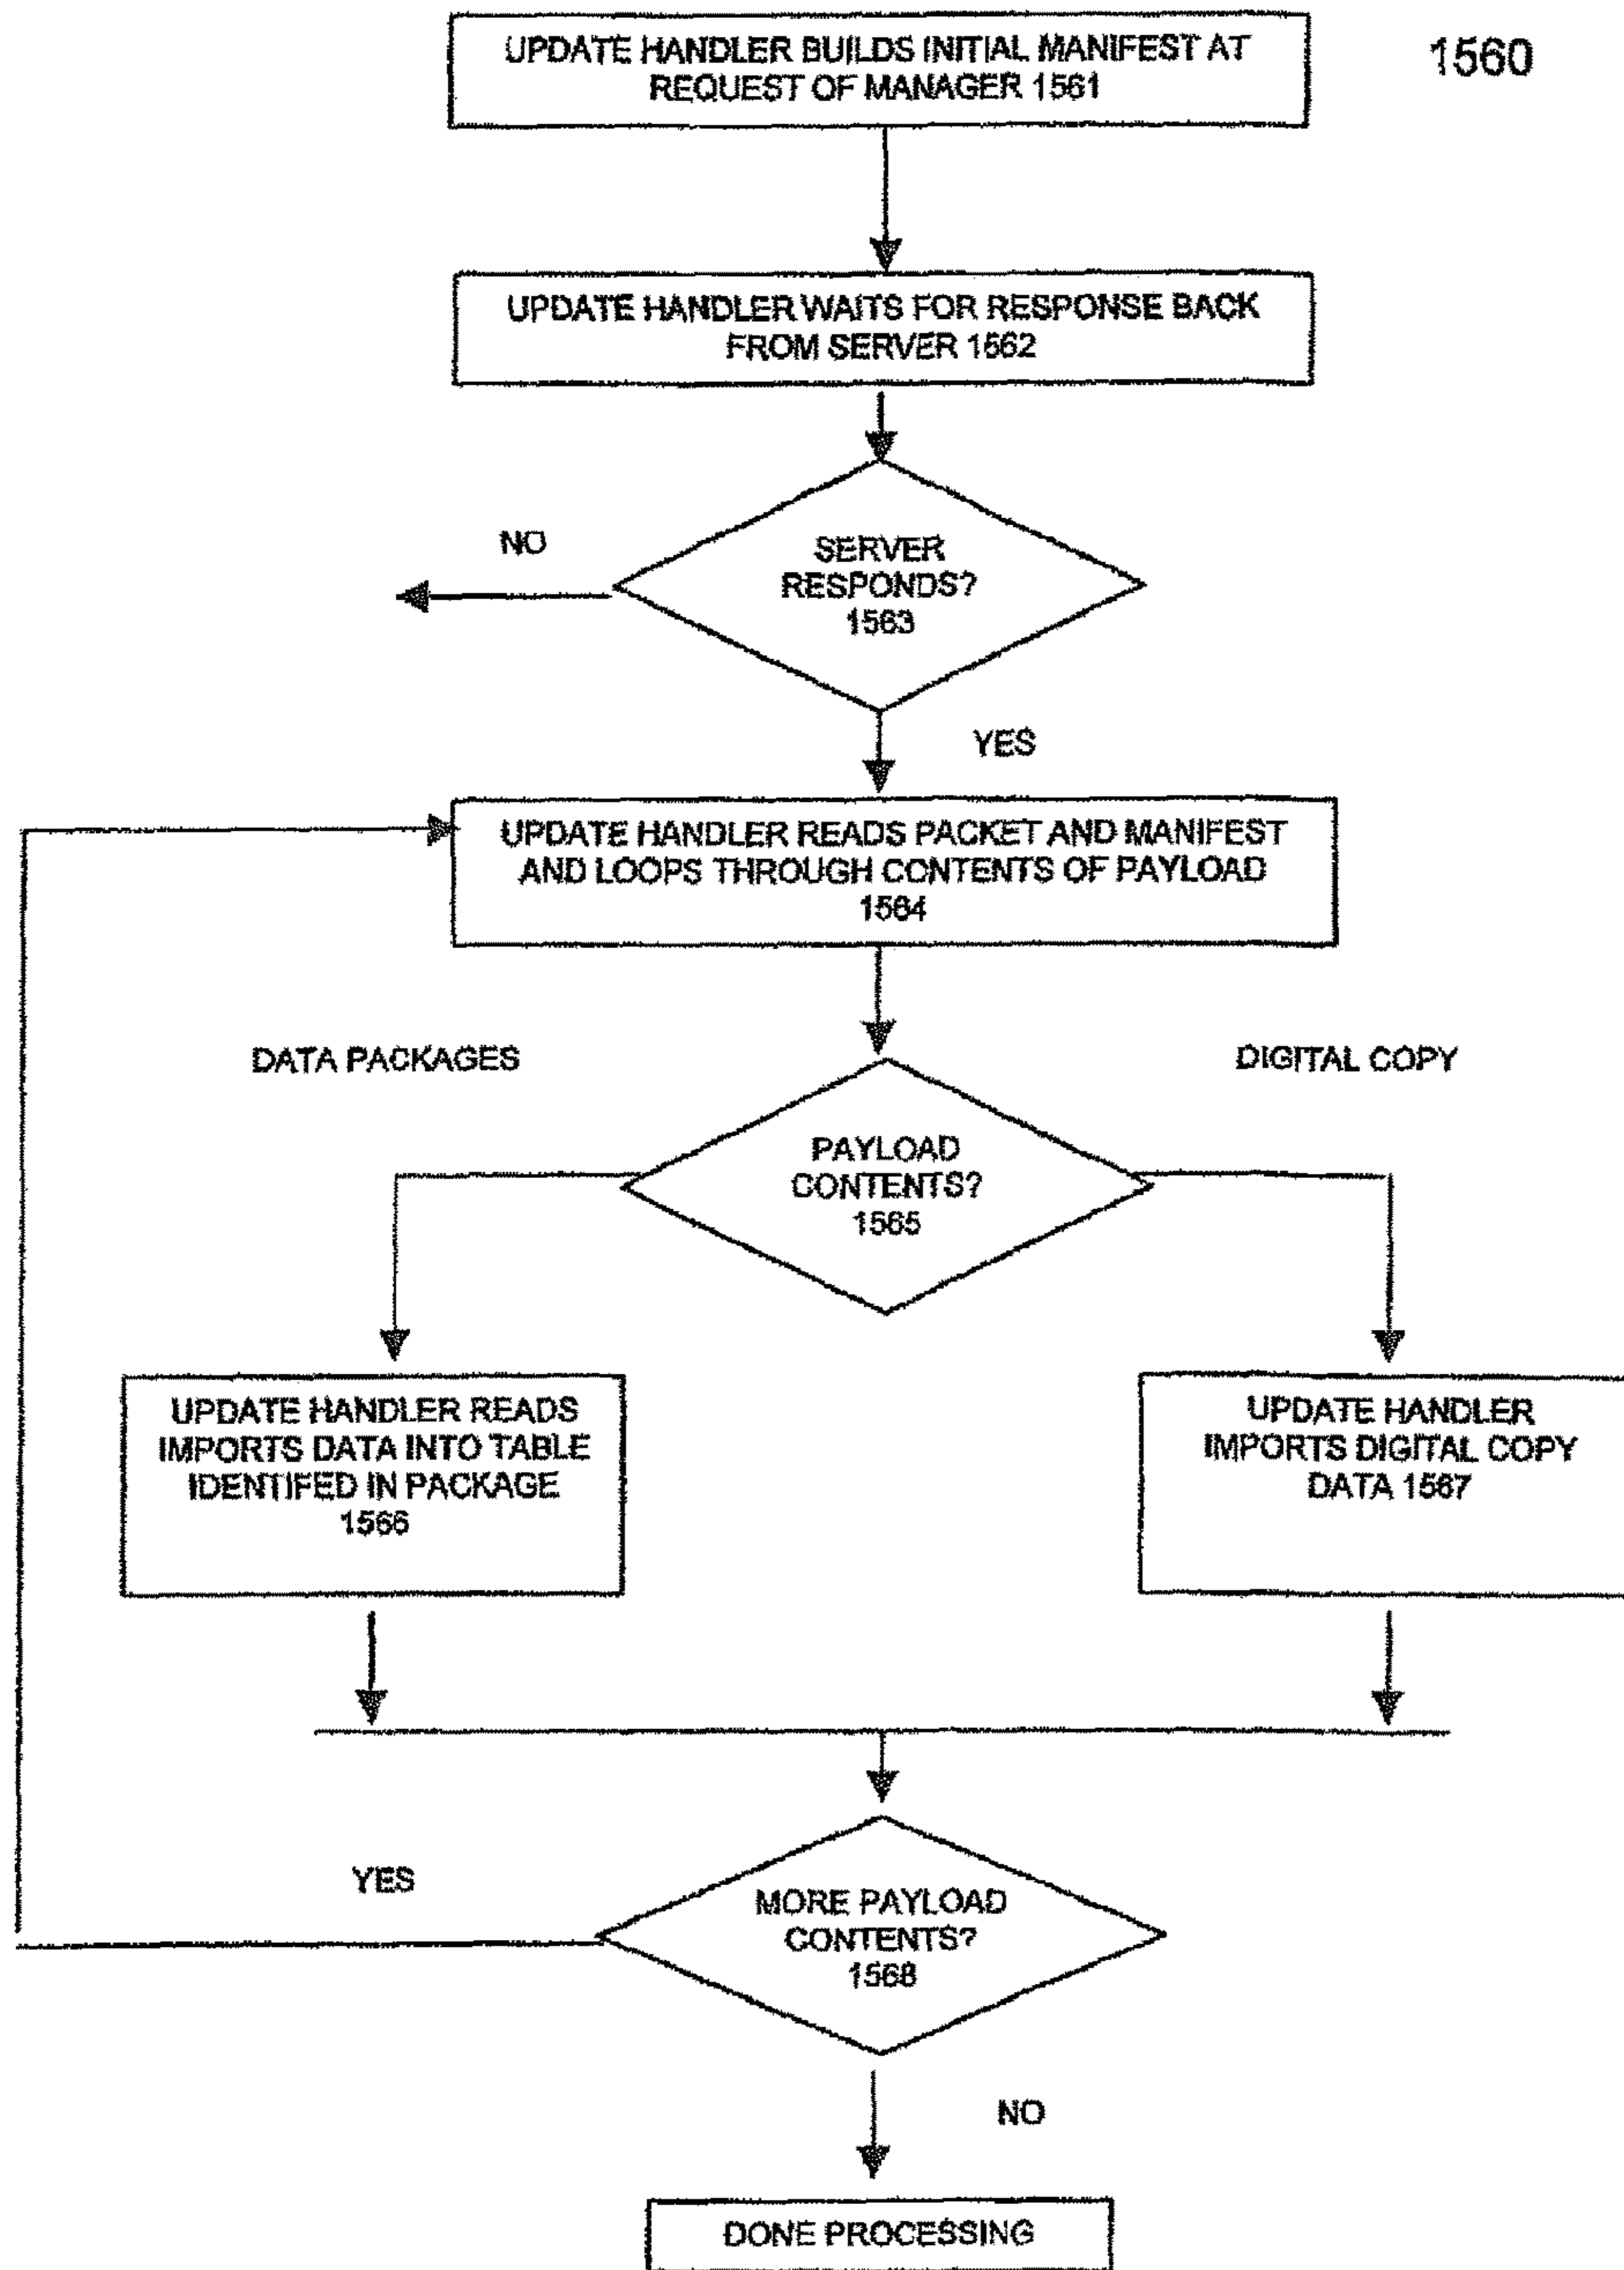 1560
UPDATE HANDLER BUILDS INITIAL MANIFEST AT
REQUEST OF MANAGER 1561
UPDATE HANDLER WAITS FOR RESPONSE BACK
FROM SERVER 1562
NO
SERVER
RESPONDS?
1563
YES
UPDATE HANDLER READS PACKET AND MANIFEST
AND LOOPS THROUGH CONTENTS OF PAYLOAD
1564
DATA PACKAGES
DIGITAL COPY
PAYLOAD
CONTENTS?
1565
UPDATE HANDLER READS
IMPORTS DATA INTO TABLE
IDENTIFED IN PACKAGE
1566
UPDATE HANDLER
IMPORTS DIGITAL COPY
DATA 1567
YES
MORE PAYLOAD
CONTENTS?
1568
NO
DONE PROCESSING